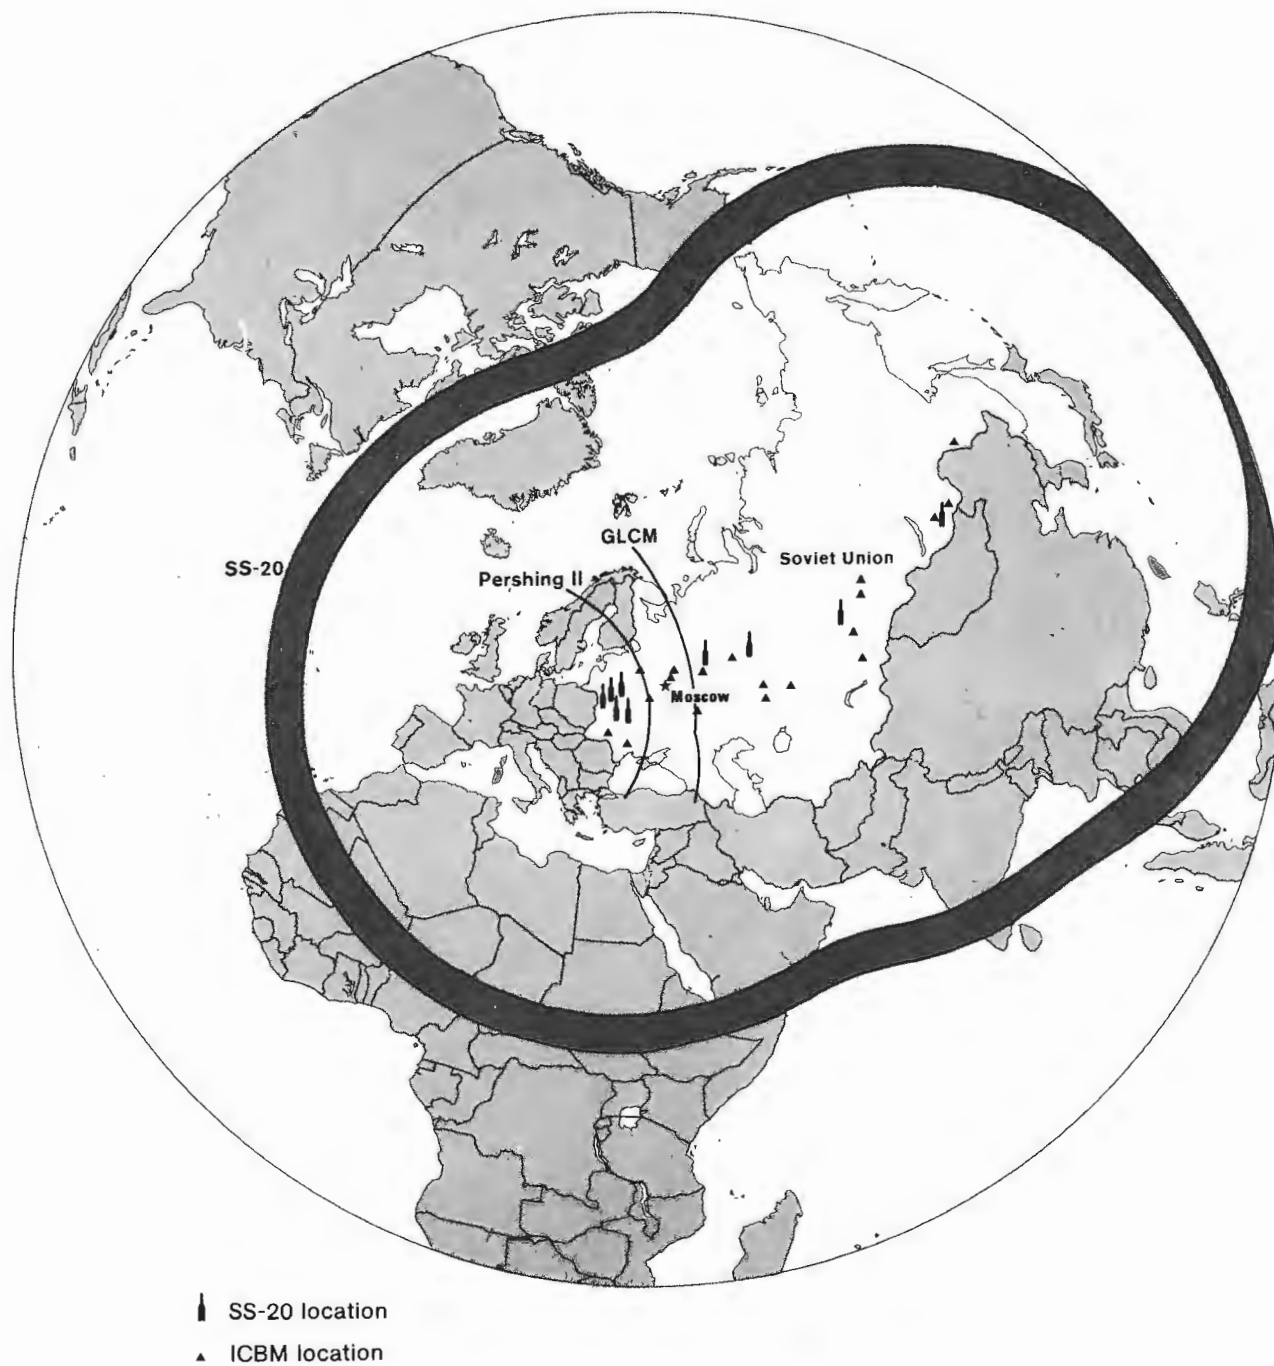 GLCM
SS-20
Pershing II
Soviet Union
Moscow
SS-20 location
ICBM location